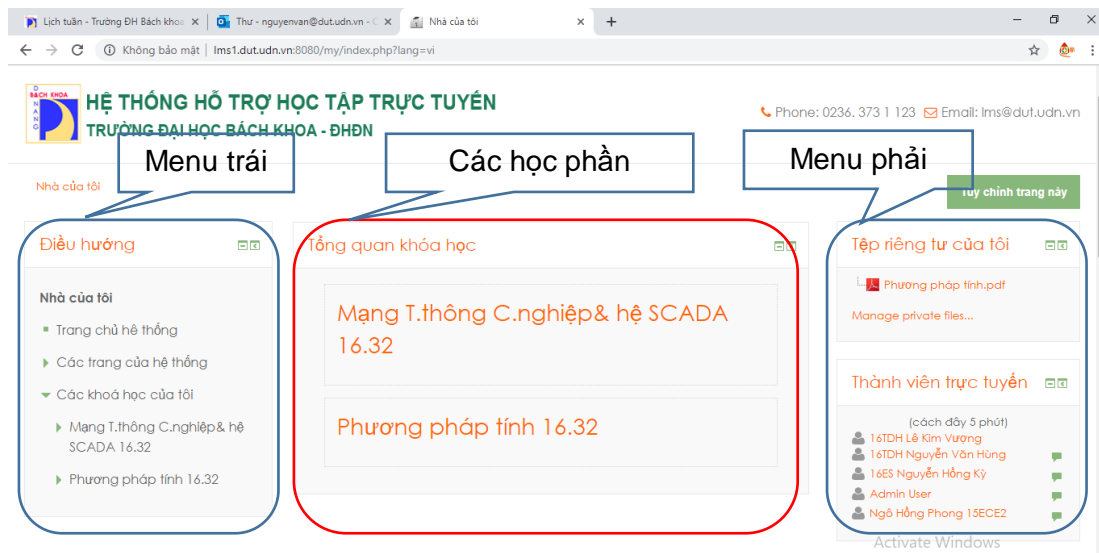 Lịch tuần - Trường ĐH Bách khoa
Thư - nguyenvan@dut.udn.vn - C
Nhà của tôi
Không bảo mật | lms1.dut.udn.vn:8080/my/index.php?lang=vi
BÁCH KHOA
ĐÀ NANG
HỆ THỐNG HỖ TRỢ HỌC TẬP TRỰC TUYẾN
TRƯỜNG ĐẠI HỌC BÁCH KHOA - ĐHĐN
Phone: 0236. 373 1 123 Email: lms@dut.udn.vn
Menu trái
Các học phần
Menu phải
Nhà của tôi
Tùy chỉnh trang này
Điều hướng
Nhà của tôi
Trang chủ hệ thống
Các trang của hệ thống
Các khoá học của tôi
Mạng T.thông C.nghiệp& hệ
SCADA 16.32
Phương pháp tính 16.32
Tổng quan khóa học
Mạng T.thông C.nghiệp& hệ SCADA
16.32
Phương pháp tính 16.32
Tệp riêng tư của tôi
Phương pháp tính.pdf
Manage private files...
Thành viên trực tuyến
(cách đây 5 phút)
16TDH Lê Kim Vương
16TDH Nguyễn Văn Hùng
16ES Nguyễn Hồng Kỳ
Admin User
Ngô Hồng Phong 15ECE2
Activate Windows